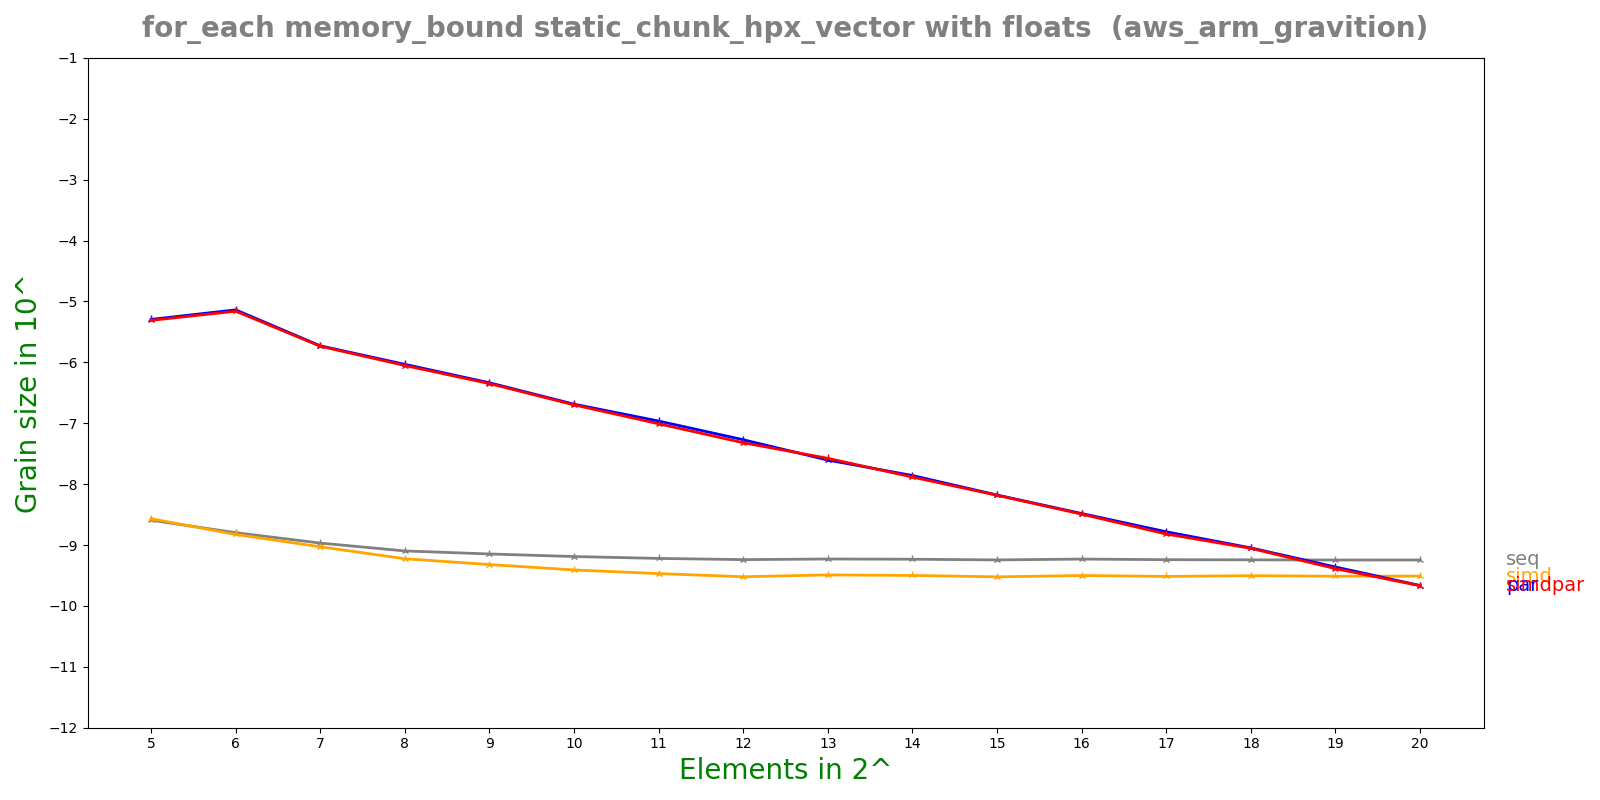 for_each memory_bound static_chunk_hpx_vector with floats (aws_arm_gravition)
−1
−2
−3
−4
−5
−6
−7
−8
−9
−10
−11
−12
Grain size in 10^
5 6 7 8 9 10 11 12 13 14 15 16 17 18 19 20
Elements in 2^
seq
simd
par
simdpar